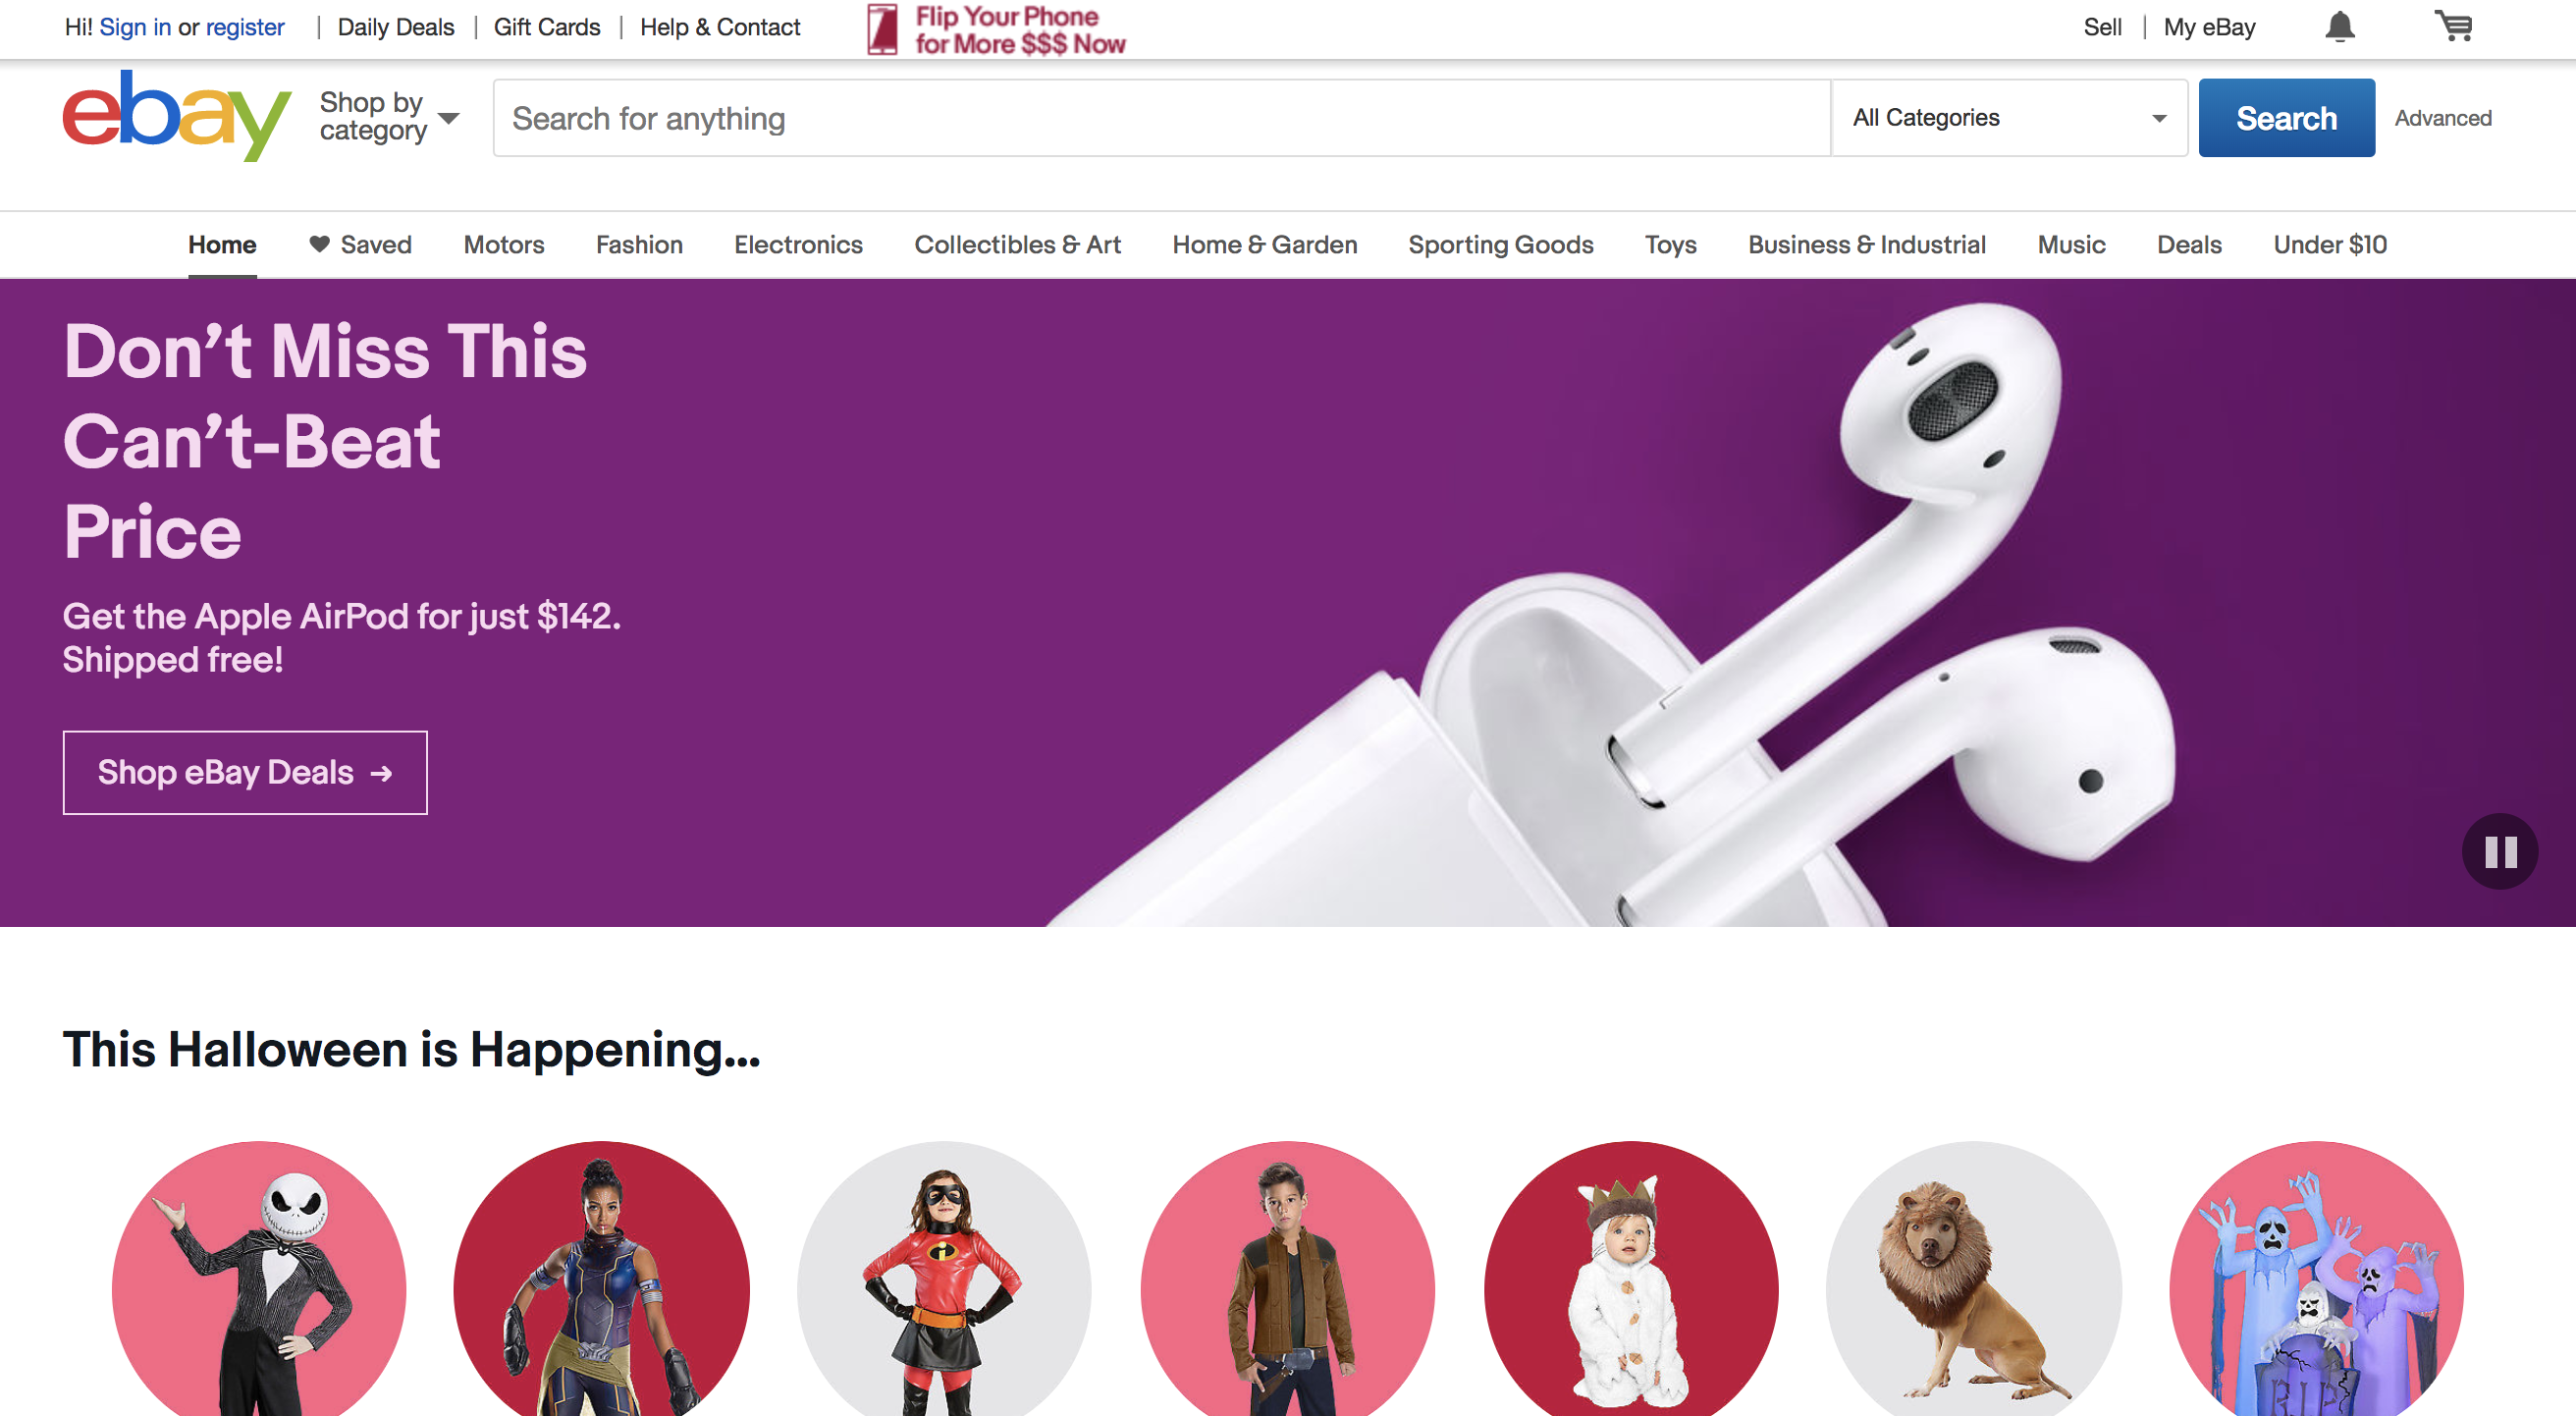 Hi! Sign in or register | Daily Deals | Gift Cards | Help & Contact
Flip Your Phone
for More $$$ Now
Sell | My eBay
ebay
Shop by
category
Search for anything
All Categories
Search
Advanced
Home Saved Motors Fashion Electronics Collectibles & Art Home & Garden Sporting Goods Toys Business & Industrial Music Deals Under $10
Don't Miss This
Can't-Beat
Price
Get the Apple AirPod for just $142.
Shipped free!
Shop eBay Deals →
This Halloween is Happening...
RIP